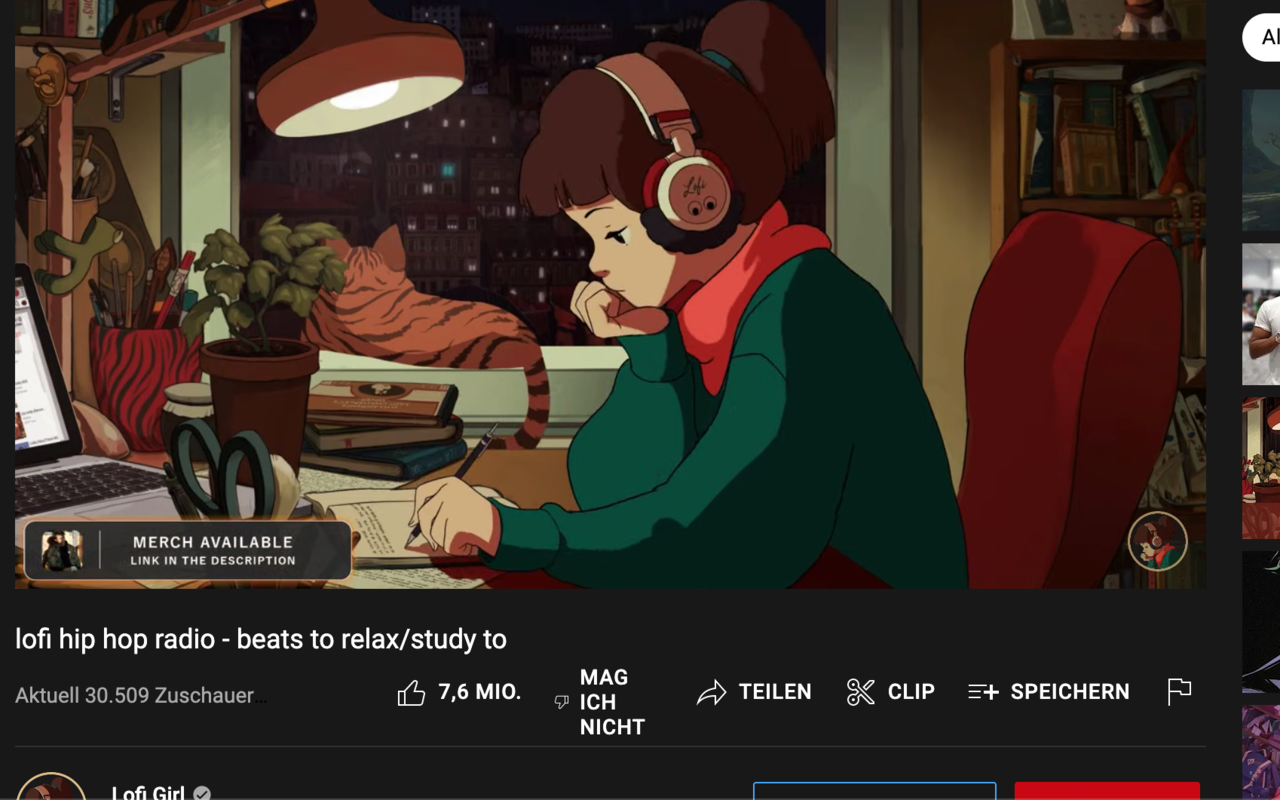 Al
Lofi
MERCH AVAILABLE
LINK IN THE DESCRIPTION
lofi hip hop radio - beats to relax/study to
Aktuell 30.509 Zuschauer…
7,6 MIO.
MAG
ICH
NICHT
TEILEN
CLIP
SPEICHERN
Lofi Girl